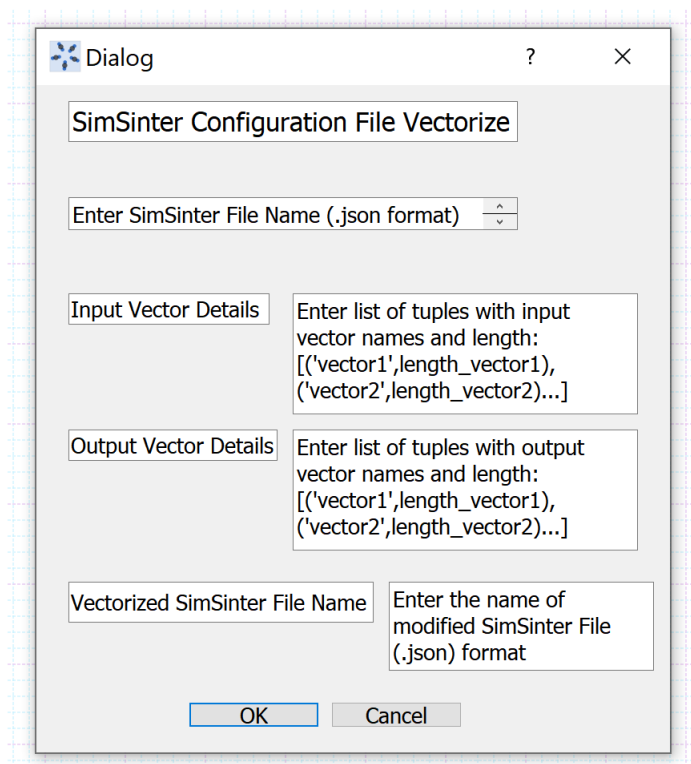 Dialog
?
SimSinter Configuration File Vectorize
Enter SimSinter File Name (.json format)
Input Vector Details
Enter list of tuples with input
vector names and length:
[('vector1',length_vector1),
('vector2',length_vector2)...]
Output Vector Details
Enter list of tuples with output
vector names and length:
[('vector1',length_vector1),
('vector2',length_vector2)...]
Vectorized SimSinter File Name
Enter the name of
modified SimSinter File
(.json) format
OK
Cancel